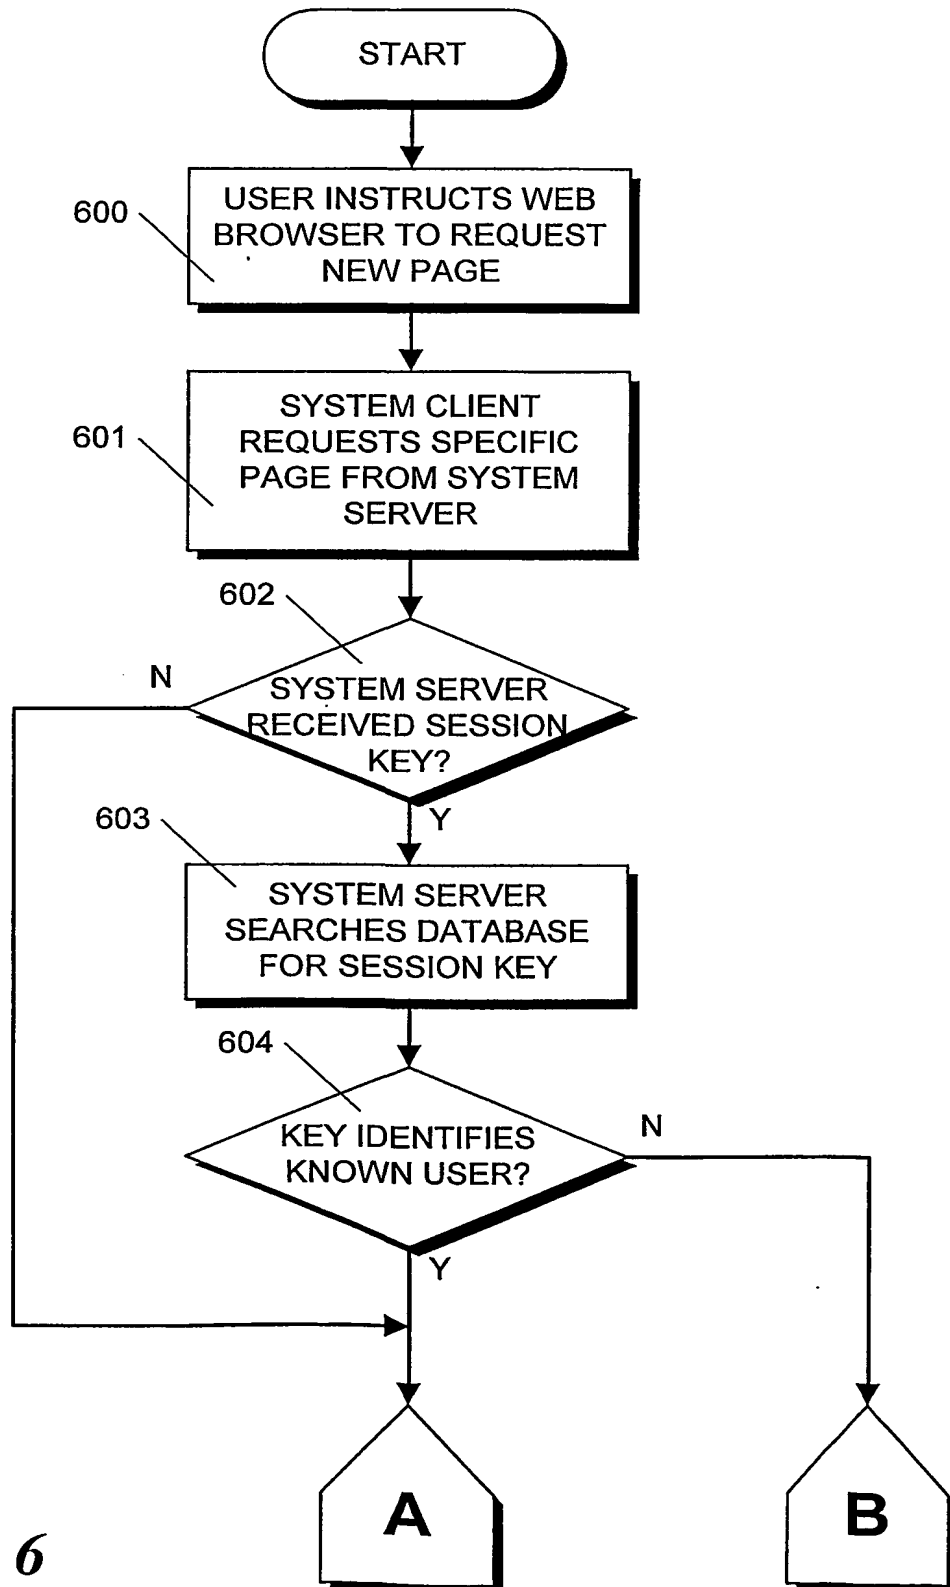 START
600
USER INSTRUCTS WEB
BROWSER TO REQUEST
NEW PAGE
601
SYSTEM CLIENT
REQUESTS SPECIFIC
PAGE FROM SYSTEM
SERVER
602
N
SYSTEM SERVER
RECEIVED SESSION
KEY?
Y
603
SYSTEM SERVER
SEARCHES DATABASE
FOR SESSION KEY
604
N
KEY IDENTIFIES
KNOWN USER?
Y
A
B
6